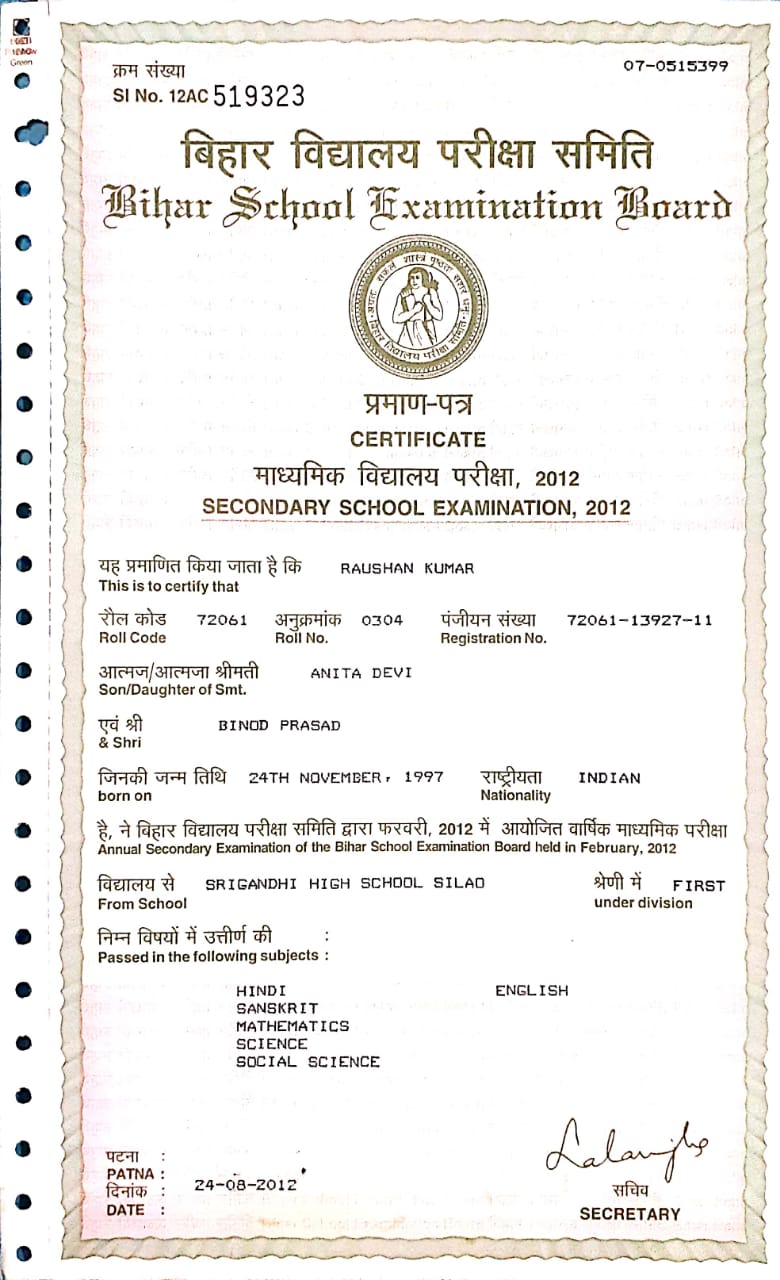 07-0515399
क्रम संख्या
SI No. 12AC 519323
बिहार विद्यालय परीक्षा समिति
Bihar School Examination Board
बिहार विद्यालय परीक्षा समिति
प्रमाण-पत्र
CERTIFICATE
माध्यमिक विद्यालय परीक्षा, 2012
SECONDARY SCHOOL EXAMINATION, 2012
यह प्रमाणित किया जाता है कि RAUSHAN KUMAR
This is to certify that
रौल कोड 72061 अनुक्रमांक 0304 पंजीयन संख्या 72061-13927-11
Roll Code Roll No. Registration No.
आत्मज/आत्मजा श्रीमती ANITA DEVI
Son/Daughter of Smt.
एवं श्री BINOD PRASAD
& Shri
जिनकी जन्म तिथि 24TH NOVEMBER, 1997 राष्ट्रीयता INDIAN
born on Nationality
है, ने बिहार विद्यालय परीक्षा समिति द्वारा फरवरी, 2012 में आयोजित वार्षिक माध्यमिक परीक्षा
Annual Secondary Examination of the Bihar School Examination Board held in February, 2012
विद्यालय से SRIGANDHI HIGH SCHOOL SILAO श्रेणी में FIRST
From School under division
निम्न विषयों में उत्तीर्ण की :
Passed in the following subjects :
HINDI ENGLISH
SANSKRIT
MATHEMATICS
SCIENCE
SOCIAL SCIENCE
पटना :
PATNA :
दिनांक : 24-08-2012
DATE :
सचिव
SECRETARY